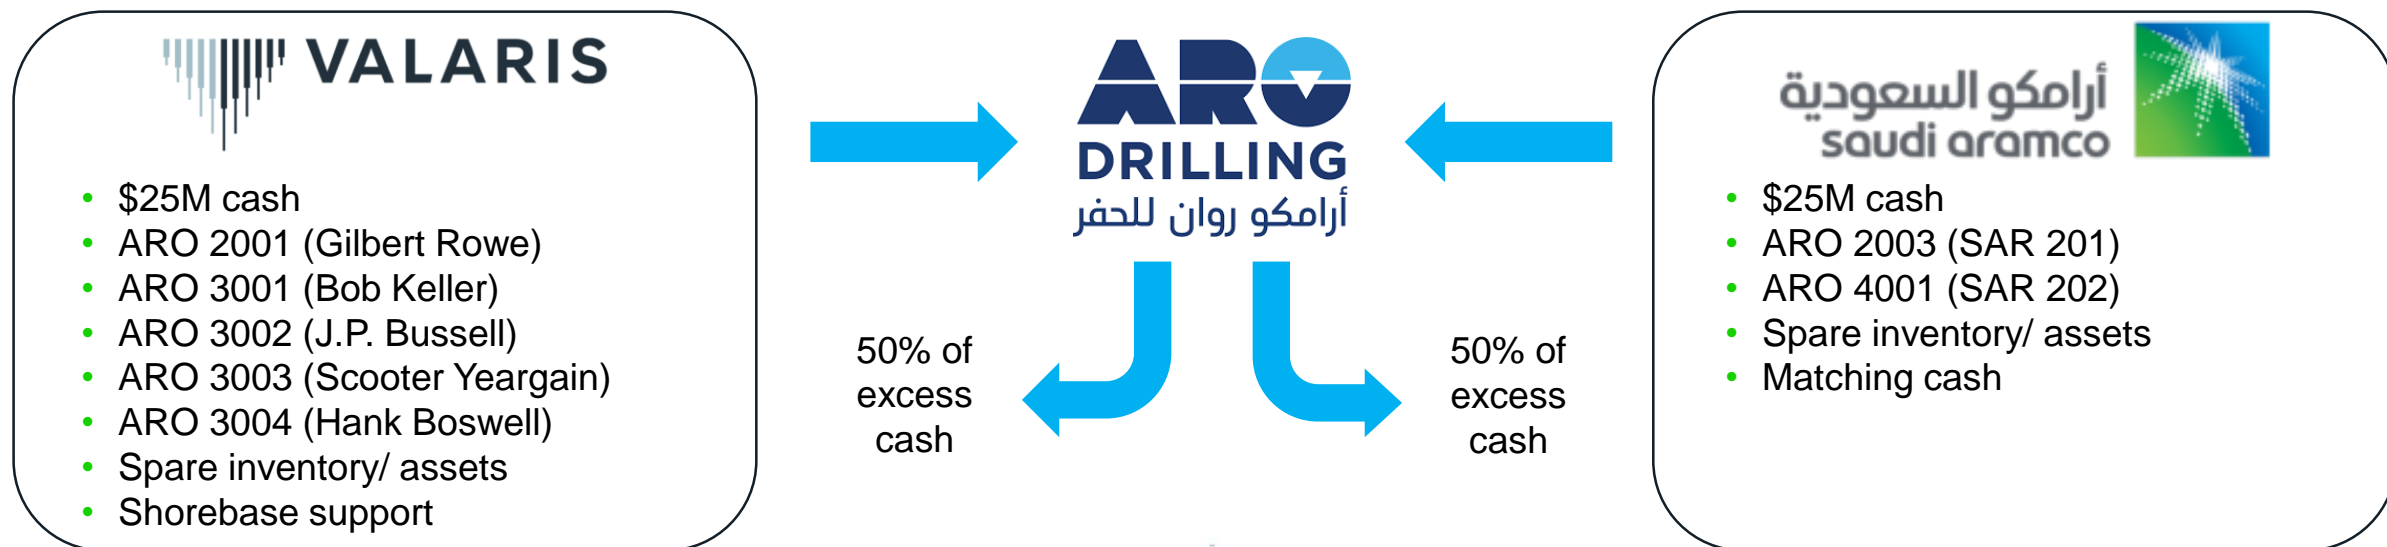 VALARIS
• $25M cash
• ARO 2001 (Gilbert Rowe)
• ARO 3001 (Bob Keller)
• ARO 3002 (J.P. Bussell)
• ARO 3003 (Scooter Yeargain)
• ARO 3004 (Hank Boswell)
• Spare inventory/ assets
• Shorebase support
ARO
DRILLING
أرامكو روان للحفر
50% of
excess
cash
50% of
excess
cash
أرامكو السعودية
saudi aramco
• $25M cash
• ARO 2003 (SAR 201)
• ARO 4001 (SAR 202)
• Spare inventory/ assets
• Matching cash